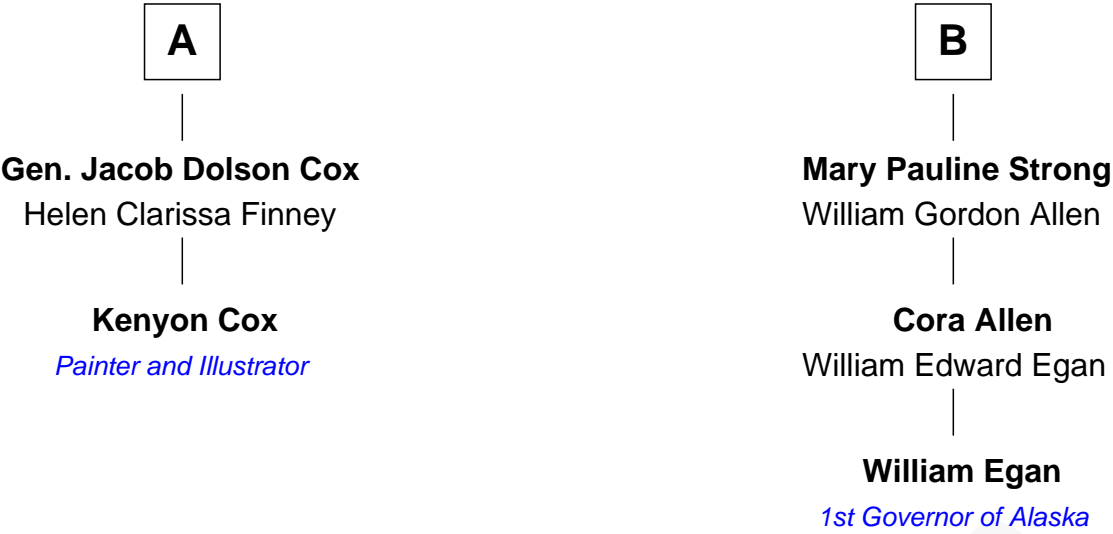 A
Gen. Jacob Dolson Cox
Helen Clarissa Finney
Kenyon Cox
Painter and Illustrator
B
Mary Pauline Strong
William Gordon Allen
Cora Allen
William Edward Egan
William Egan
1st Governor of Alaska